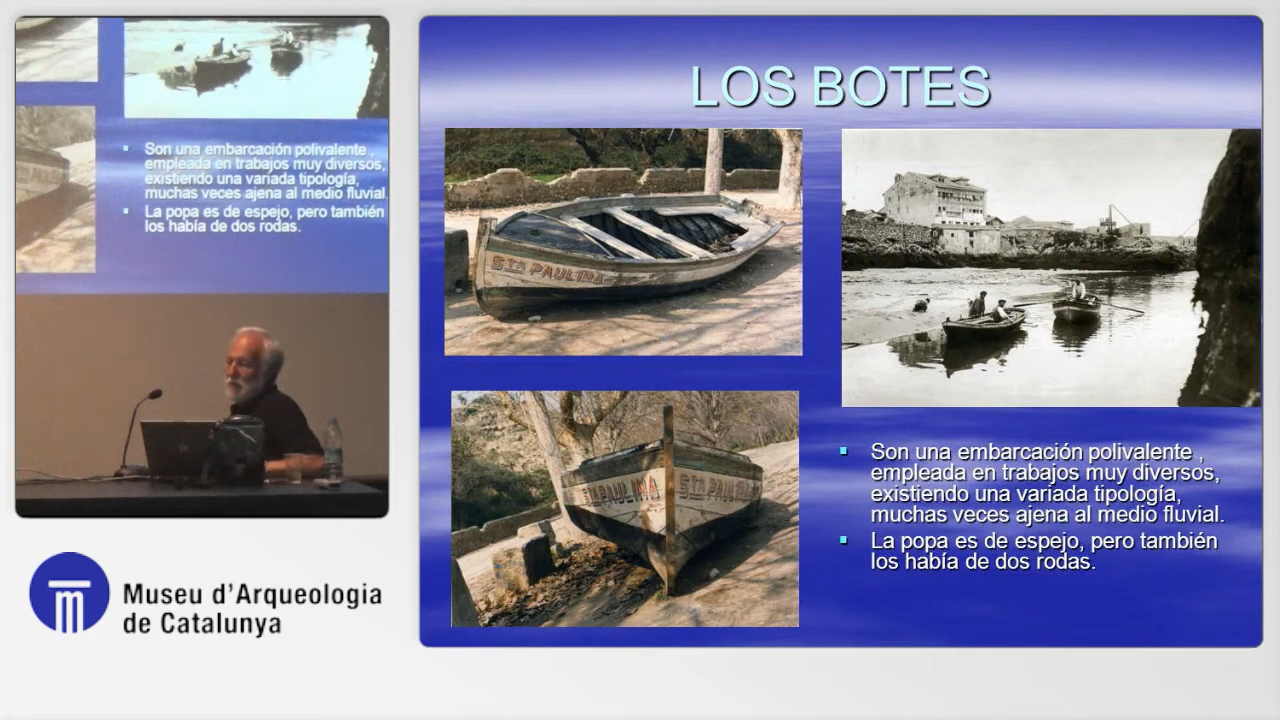 Son una embarcación polivalente ,
empleada en trabajos muy diversos,
existiendo una variada tipología,
muchas veces ajena al medio fluvial.
La popa es de espejo, pero también
los había de dos rodas.
Museu d'Arqueologia
de Catalunya
LOS BOTES
STA PAULINA
STA PAULINA STA PAULINA
Son una embarcación polivalente ,
empleada en trabajos muy diversos,
existiendo una variada tipología,
muchas veces ajena al medio fluvial.
La popa es de espejo, pero también
los había de dos rodas.